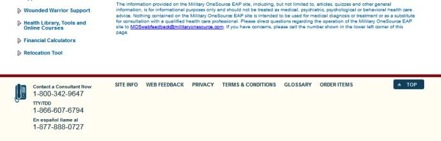 Wounded Warrior Support
Health Library, Tools and
Online Courses
Financial Calculators
Relocation Tool
The information provided on the Military OneSource EAP site, including, but not limited to, articles, quizzes and other general
information, is for informational purposes only and should not be treated as medical, psychiatric, psychological or behavioral health care
advice. Nothing contained on the Military OneSource EAP site is intended to be used for medical diagnosis or treatment or as a substitute
for consultation with a qualified health care professional. Please direct questions regarding the operation of the Military OneSource EAP
site to If you have concerns, please call the number shown in the lower left corner of this
page.
Contact a Consultant Now
1-800-342-9647
TTY/TDD
1-866-607-6794
En español llame al
1-877-888-0727
SITE INFO WEB FEEDBACK PRIVACY TERMS & CONDITIONS GLOSSARY ORDER ITEMS
TOP